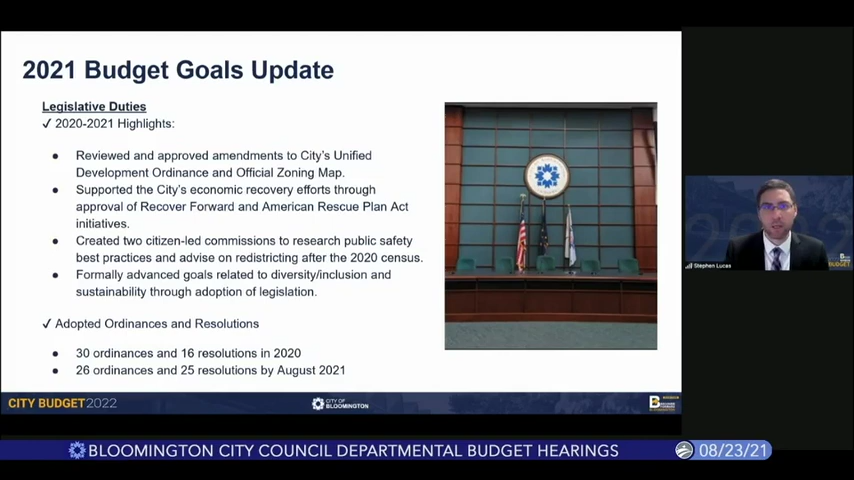 2021 Budget Goals Update
Legislative Duties
✓ 2020-2021 Highlights:
● Reviewed and approved amendments to City's Unified
Development Ordinance and Official Zoning Map.
● Supported the City's economic recovery efforts through
approval of Recover Forward and American Rescue Plan Act
initiatives.
● Created two citizen-led commissions to research public safety
best practices and advise on redistricting after the 2020 census.
● Formally advanced goals related to diversity/inclusion and
sustainability through adoption of legislation.
✓ Adopted Ordinances and Resolutions
● 30 ordinances and 16 resolutions in 2020
● 26 ordinances and 25 resolutions by August 2021
Stephen Lucas
BUDGET
CITY BUDGET2022
CITY OF
BLOOMINGTON
BLOOMINGTON CITY COUNCIL DEPARTMENTAL BUDGET HEARINGS
08/23/21